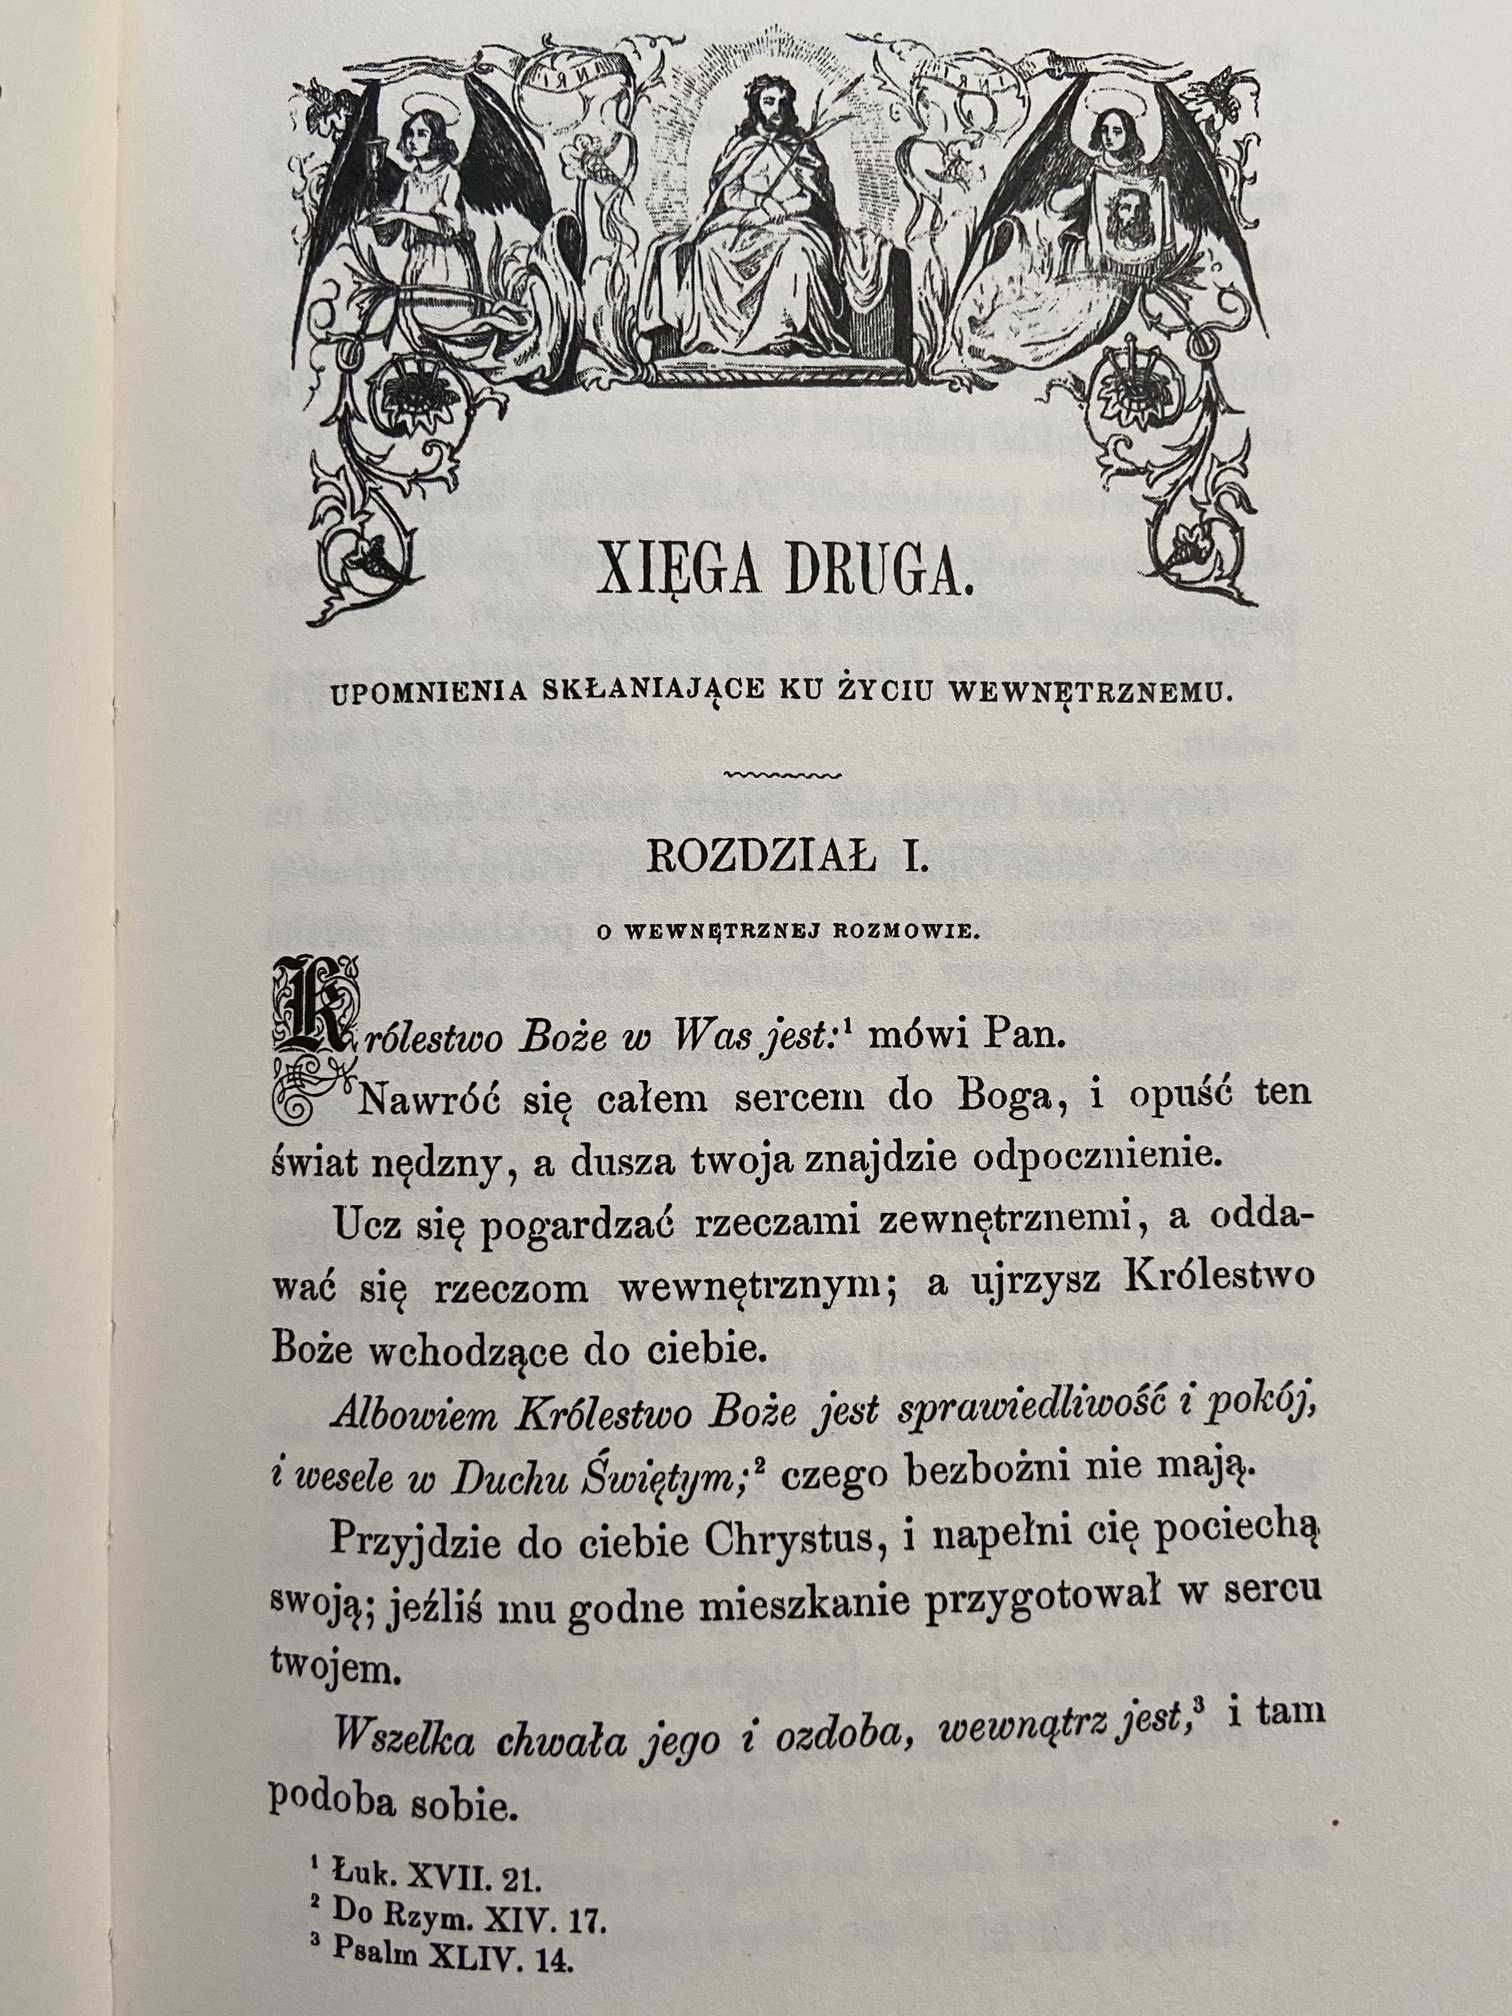 INRI
INRI
XIĘGA DRUGA.
UPOMNIENIA SKŁANIAJĄCE KU ŻYCIU WEWNĘTRZNEMU.
ROZDZIAŁ I.
O WEWNĘTRZNEJ ROZMOWIE.
Królestwo Boże w Was jest:¹ mówi Pan.
Nawróć się całem sercem do Boga, i opuść ten
świat nędzny, a dusza twoja znajdzie odpocznienie.
Ucz się pogardzać rzeczami zewnętrznemi, a odda-
wać się rzeczom wewnętrznym; a ujrzysz Królestwo
Boże wchodzące do ciebie.
Albowiem Królestwo Boże jest sprawiedliwość i pokój,
i wesele w Duchu Świętym;² czego bezbożni nie mają.
Przyjdzie do ciebie Chrystus, i napełni cię pociechą
swoją; jeźliś mu godne mieszkanie przygotował w sercu
twojem.
Wszelka chwała jego i ozdoba, wewnątrz jest,³ i tam
podoba sobie.
¹ Łuk. XVII. 21.
² Do Rzym. XIV. 17.
³ Psalm XLIV. 14.